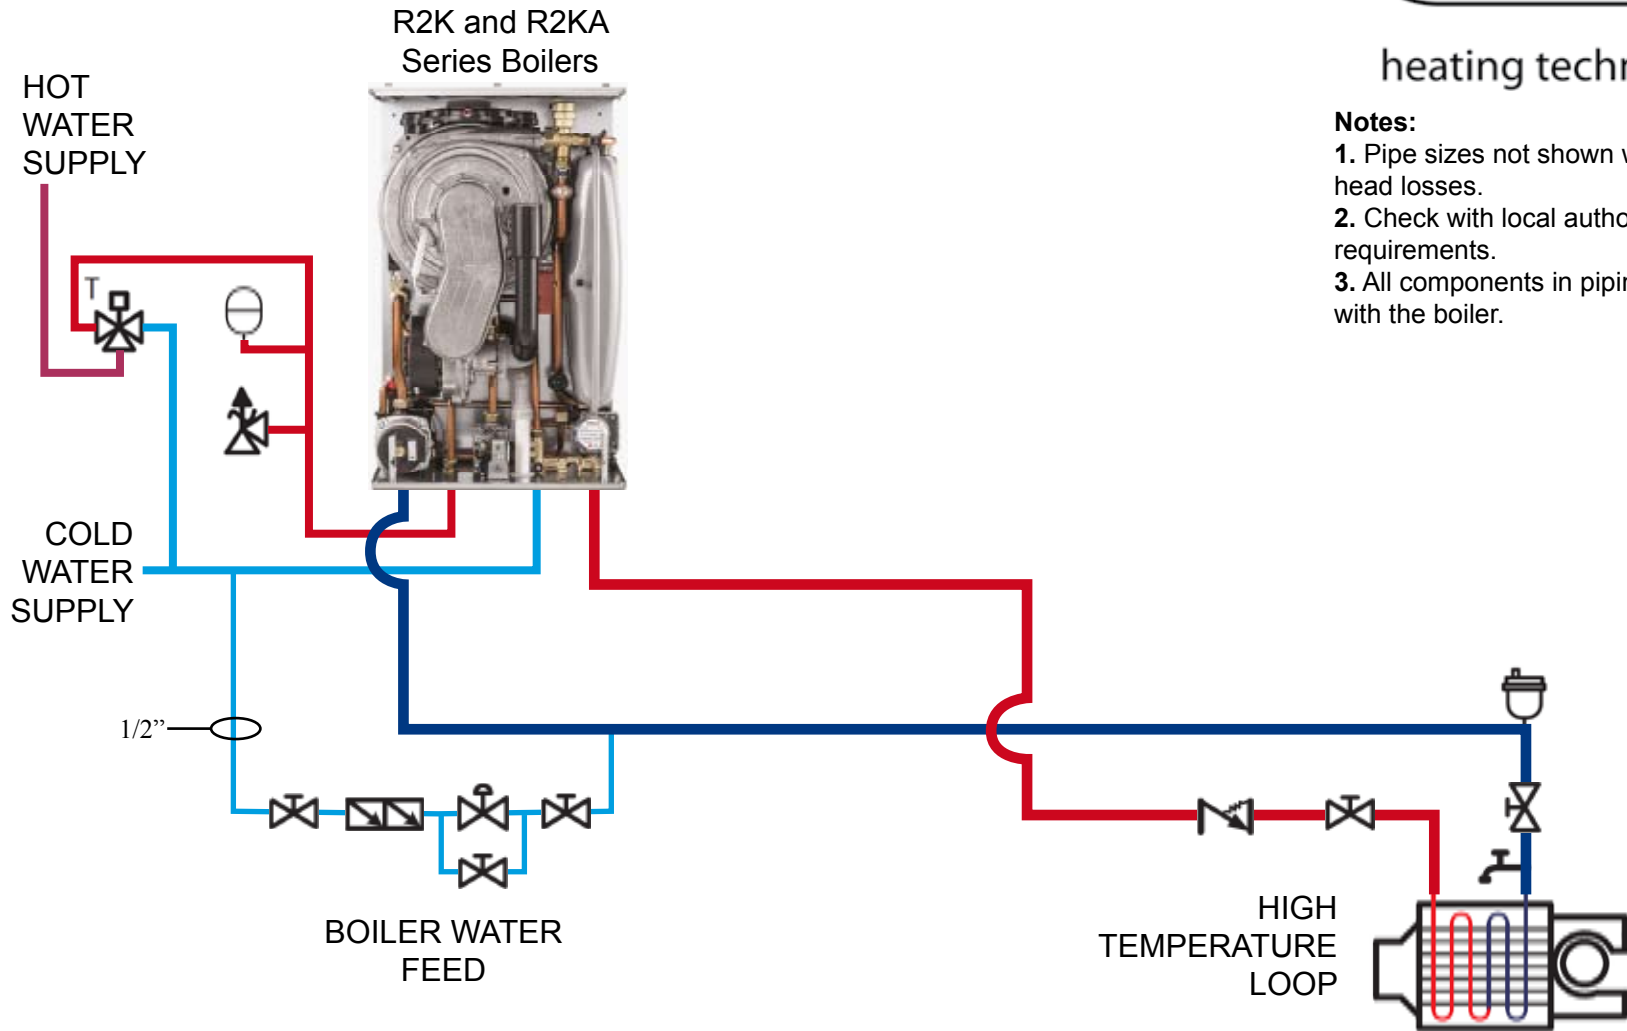 R2K and R2KA
Series Boilers
HOT
WATER
SUPPLY
heating techn
Notes:
1. Pipe sizes not shown
head losses.
2. Check with local autho
requirements.
3. All components in pipin
with the boiler.
T
COLD
WATER
SUPPLY
1/2”
BOILER WATER
FEED
HIGH
TEMPERATURE
LOOP